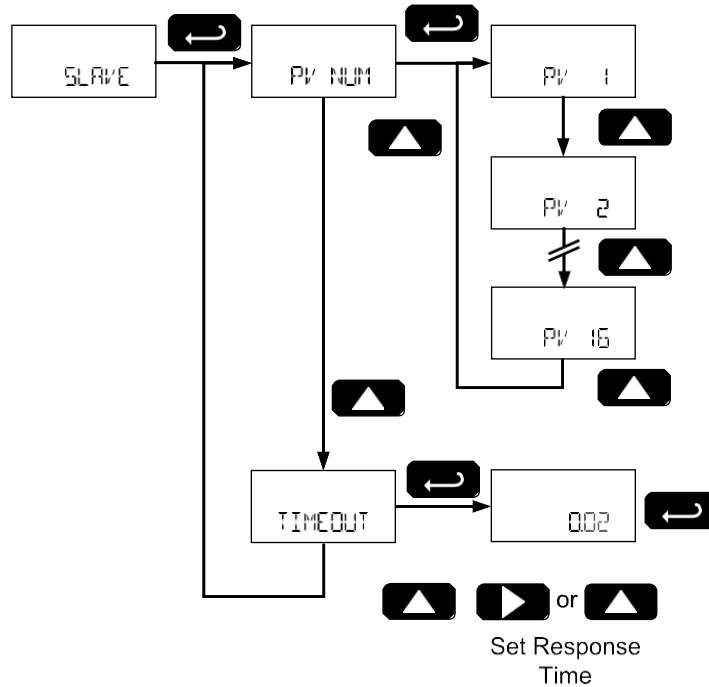 SLAVE
PV NUM
PV 1
PV 2
PV 16
TIMEOUT
0.02
or
Set Response
Time